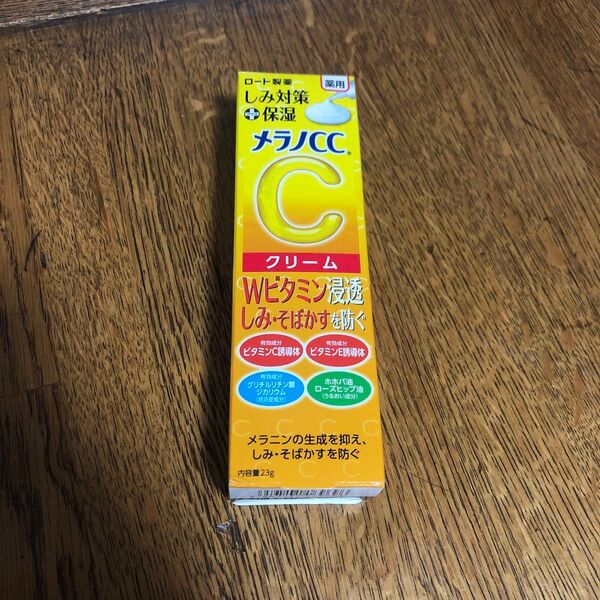 ロート製薬
薬用
しみ対策
保湿
メラノCC®
C
クリーム
Wビタミン浸透
しみ・そばかすを防ぐ
有効成分
ビタミンC誘導体
有効成分
ビタミンE誘導体
有効成分
グリチルリチン酸
ジカリウム
(抗炎症成分)
ホホバ油
ローズヒップ油
(うるおい成分)
メラニンの生成を抑え、
しみ・そばかすを防ぐ
内容量23g